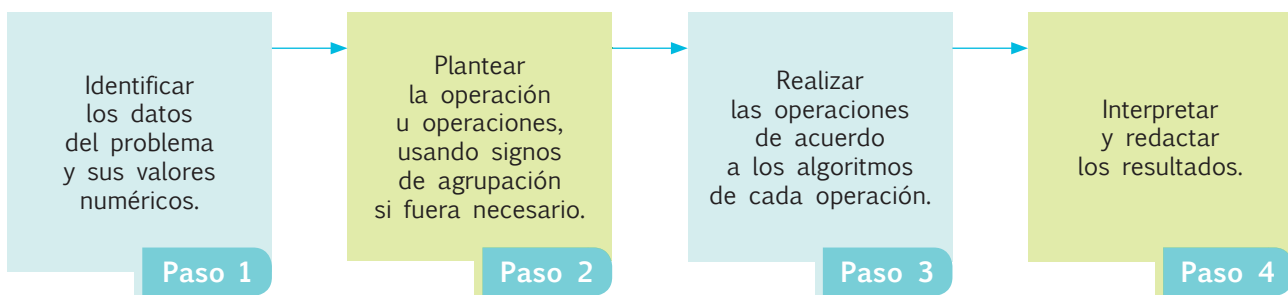 Identificar
los datos
del problema
y sus valores
numéricos.
Paso 1
Plantear
la operación
u operaciones,
usando signos
de agrupación
si fuera necesario.
Paso 2
Realizar
las operaciones
de acuerdo
a los algoritmos
de cada operación.
Paso 3
Interpretar
y redactar
los resultados.
Paso 4